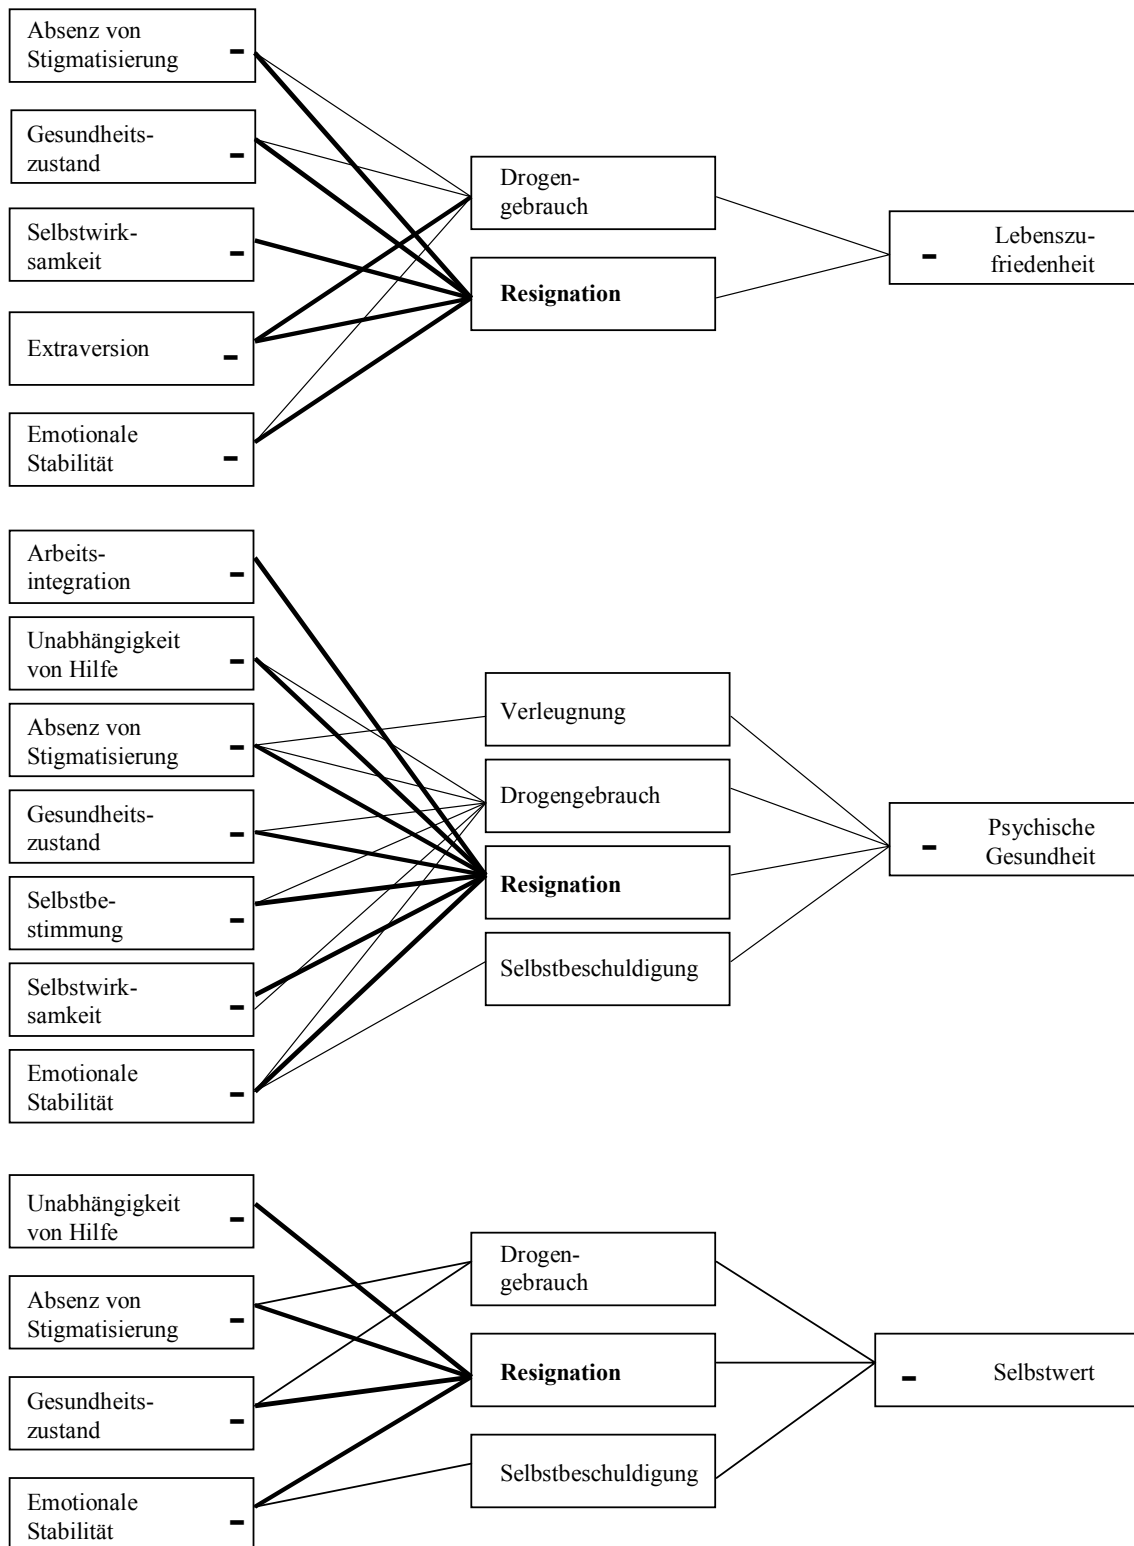 Absenz von
Stigmatisierung -
Gesundheits-
zustand -
Selbstwirk-
samkeit -
Extraversion -
Emotionale
Stabilität -
Drogen-
gebrauch
Resignation
- Lebenszu-
friedenheit
Arbeits-
integration -
Unabhängigkeit
von Hilfe -
Absenz von
Stigmatisierung -
Gesundheits-
zustand -
Selbstbe-
stimmung -
Selbstwirk-
samkeit -
Emotionale
Stabilität -
Verleugnung
Drogengebrauch
Resignation
Selbstbeschuldigung
- Psychische
Gesundheit
Unabhängigkeit
von Hilfe -
Absenz von
Stigmatisierung -
Gesundheits-
zustand -
Emotionale
Stabilität -
Drogen-
gebrauch
Resignation
Selbstbeschuldigung
- Selbstwert